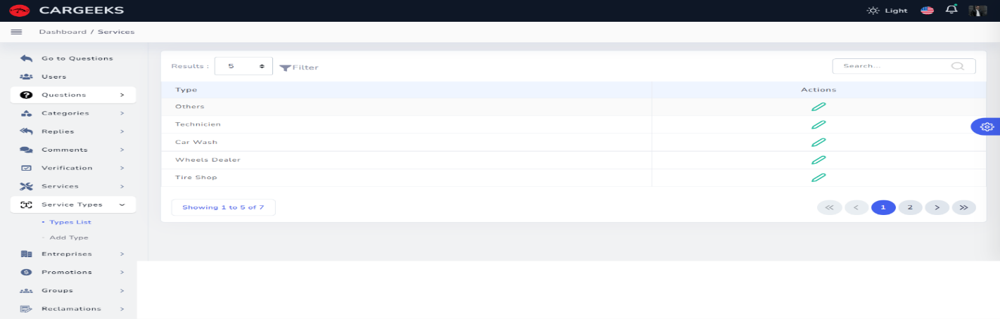 CARGEEKS
Light
Dashboard / Services
Go to Questions
Users
Questions
Categories
Replies
Comments
Verification
Services
Service Types
Types List
Add Type
Entreprises
Promotions
Groups
Reclamations
Results : 5 Filter
Search...
Type Actions
Others
Technicien
Car Wash
Wheels Dealer
Tire Shop
Showing 1 to 5 of 7
1 2